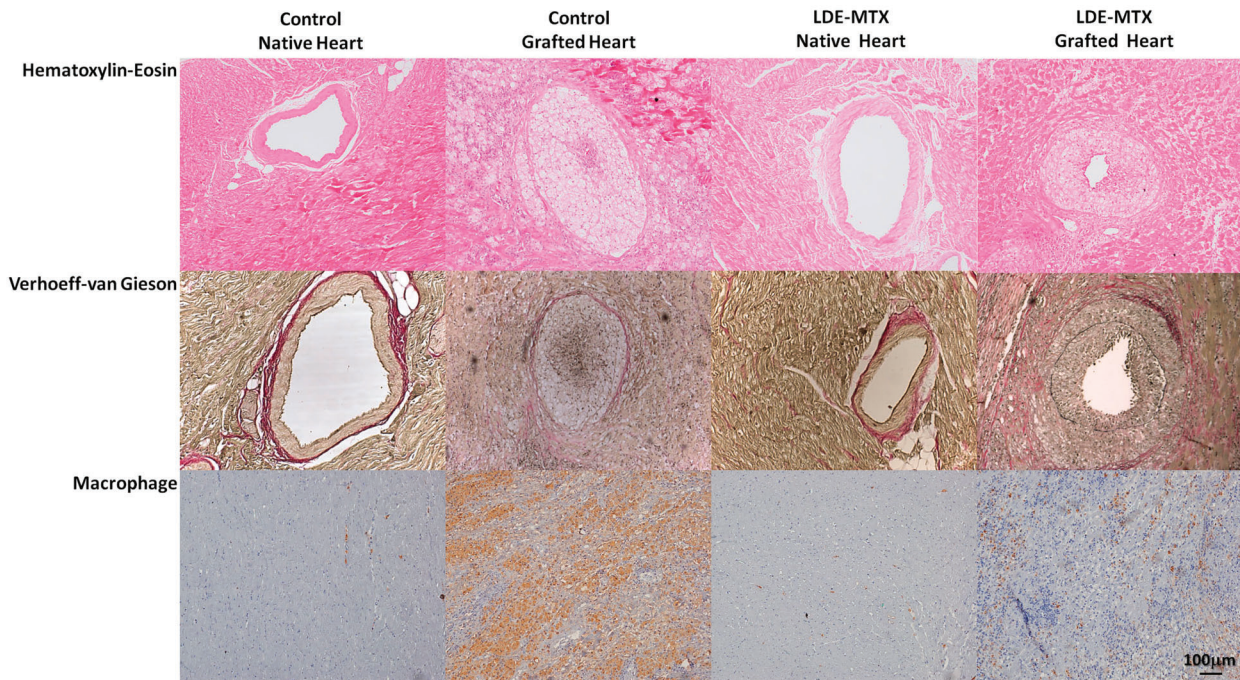 Control
Native Heart
Control
Grafted Heart
LDE-MTX
Native Heart
LDE-MTX
Grafted Heart
Hematoxylin-Eosin
Verhoeff-van Gieson
Macrophage
100μm